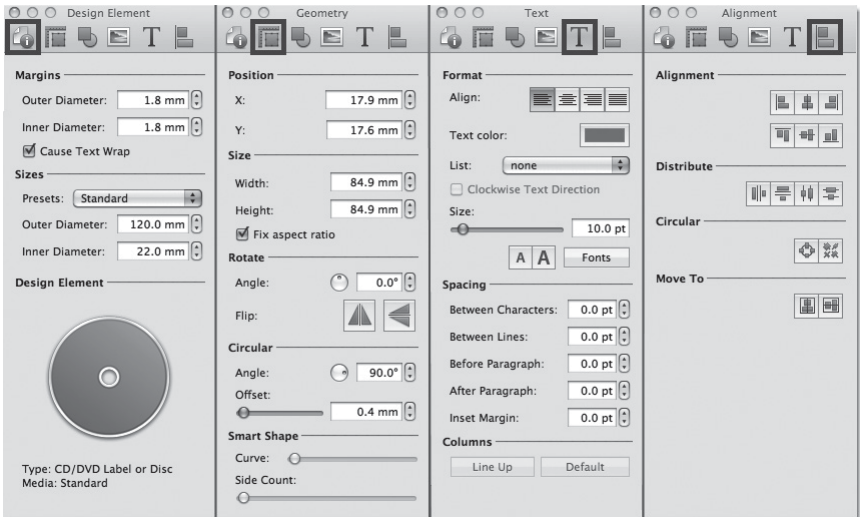 Design Element
Margins
Outer Diameter: 1.8 mm
Inner Diameter: 1.8 mm
Cause Text Wrap
Sizes
Presets: Standard
Outer Diameter: 120.0 mm
Inner Diameter: 22.0 mm
Design Element
Type: CD/DVD Label or Disc
Media: Standard
Geometry
Position
X: 17.9 mm
Y: 17.6 mm
Size
Width: 84.9 mm
Height: 84.9 mm
Fix aspect ratio
Rotate
Angle: 0.0°
Flip:
Circular
Angle: 90.0°
Offset:
0.4 mm
Smart Shape
Curve:
Side Count:
Text
T
Format
Align:
Text color:
List: none
Clockwise Text Direction
Size:
10.0 pt
A A Fonts
Spacing
Between Characters: 0.0 pt
Between Lines: 0.0 pt
Before Paragraph: 0.0 pt
After Paragraph: 0.0 pt
Inset Margin: 0.0 pt
Columns
Line Up Default
Alignment
Alignment
Distribute
Circular
Move To